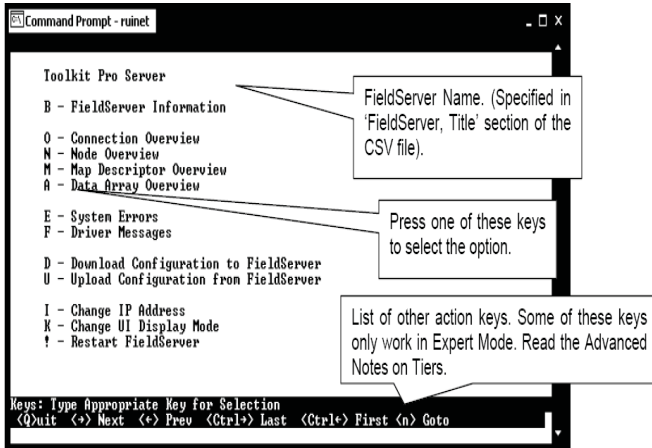 Command Prompt - ruinet
Toolkit Pro Server
B - FieldServer Information
O - Connection Overview
N - Node Overview
M - Map Descriptor Overview
A - Data Array Overview
E - System Errors
F - Driver Messages
D - Download Configuration to FieldServer
U - Upload Configuration from FieldServer
I - Change IP Address
K - Change UI Display Mode
! - Restart FieldServer
FieldServer Name. (Specified in
‘FieldServer, Title’ section of the
CSV file).
Press one of these keys
to select the option.
List of other action keys. Some of these keys
only work in Expert Mode. Read the Advanced
Notes on Tiers.
Keys: Type Appropriate Key for Selection
<Q>uit <→> Next <←> Prev <Ctrl→> Last <Ctrl←> First <n> Goto